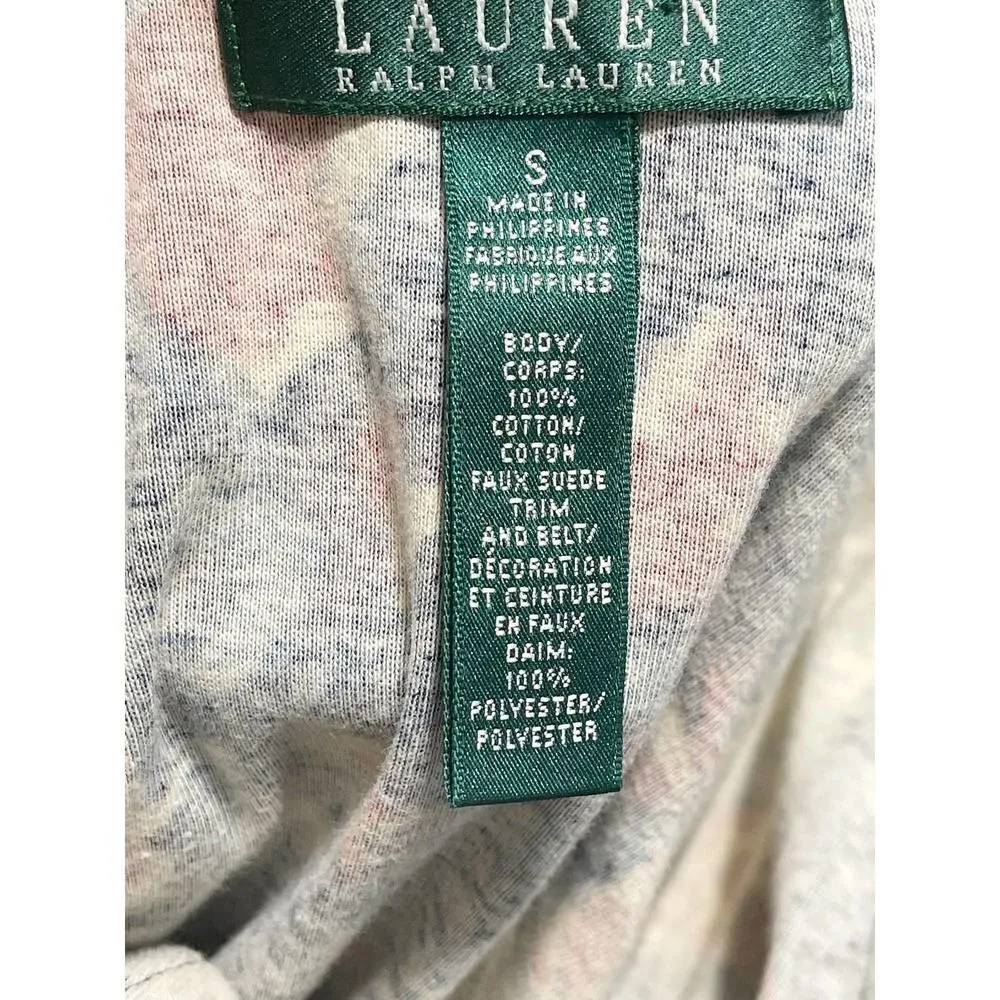 LAUREN
RALPH LAUREN
S
MADE IN
PHILIPPINES
FABRIQUE AUX
PHILIPPINES
BODY/
CORPS:
100%
COTTON/
COTON
FAUX SUEDE
TRIM
AND BELT/
DÉCORATION
ET CEINTURE
EN FAUX
DAIM:
100%
POLYESTER/
POLYESTER